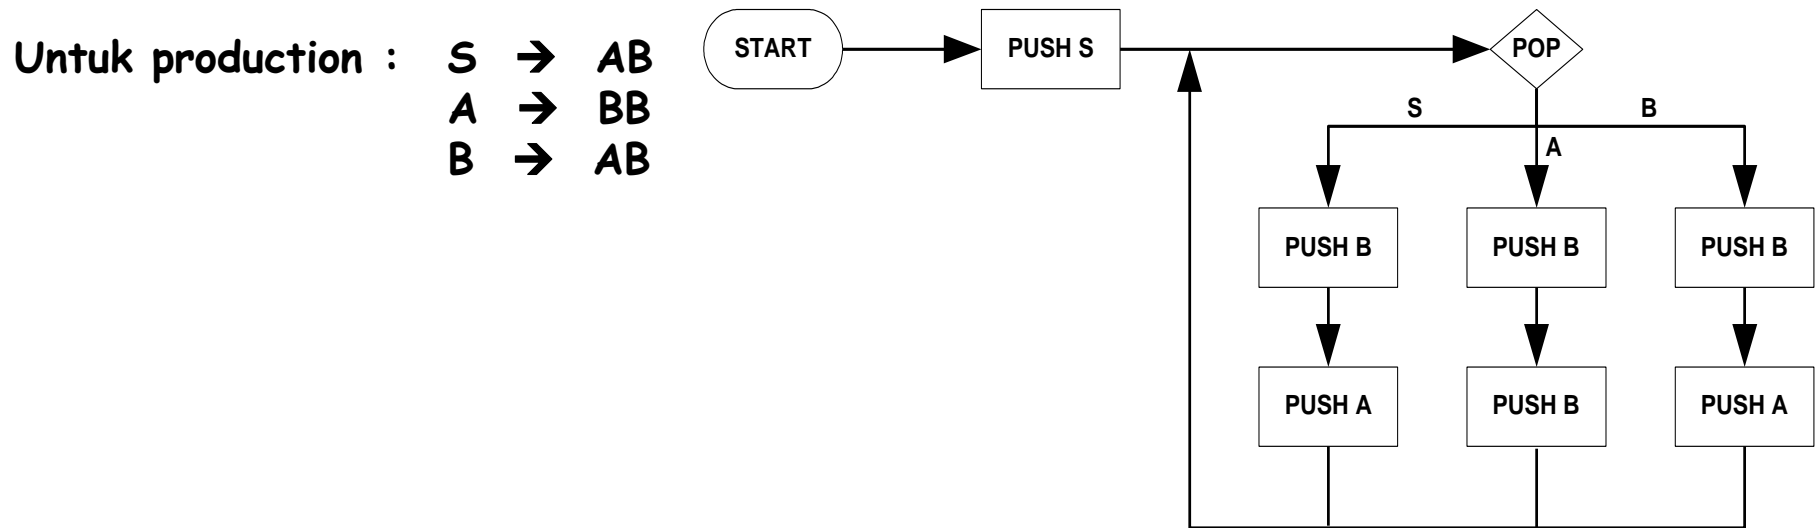 Untuk production : S → AB
A → BB
B → AB
START
PUSH S
POP
S
A
B
PUSH B
PUSH B
PUSH B
PUSH A
PUSH B
PUSH A